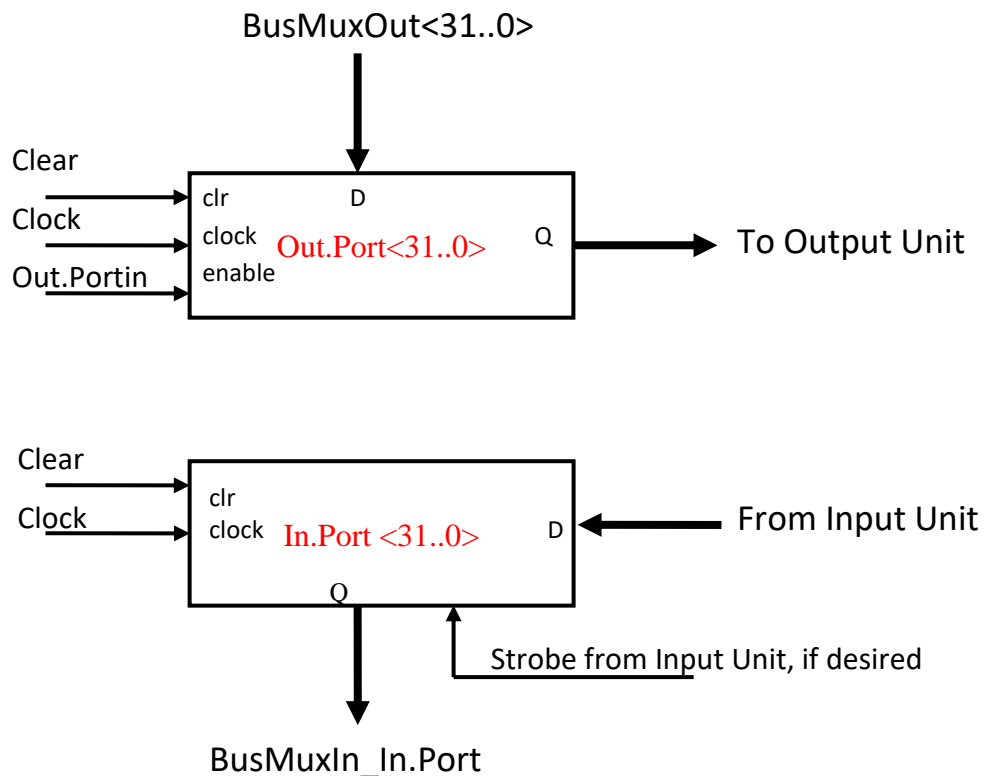 BusMuxOut<31..0>
Clear
clr
D
Clock
clock
Out.Port<31..0>
Q
To Output Unit
Out.Portin
enable
Clear
clr
Clock
clock
In.Port <31..0>
D
From Input Unit
Q
Strobe from Input Unit, if desired
BusMuxIn_In.Port